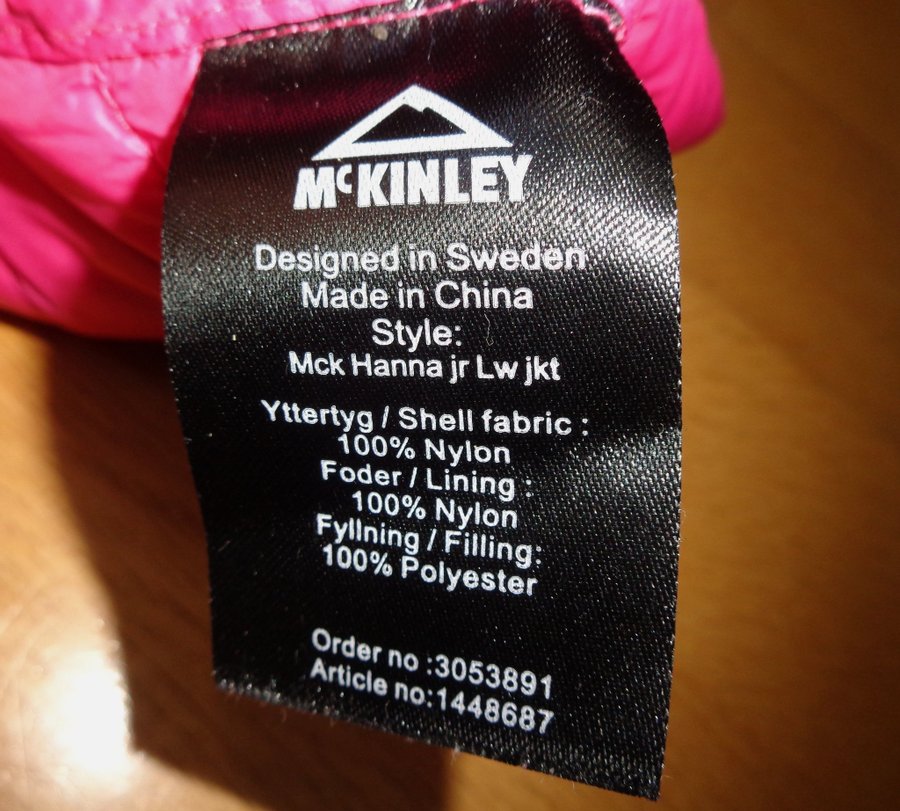 McKINLEY
Designed in Sweden
Made in China
Style:
Mck Hanna jr Lw jkt
Yttertyg / Shell fabric :
100% Nylon
Foder / Lining :
100% Nylon
Fyllning / Filling:
100% Polyester
Order no :3053891
Article no:1448687